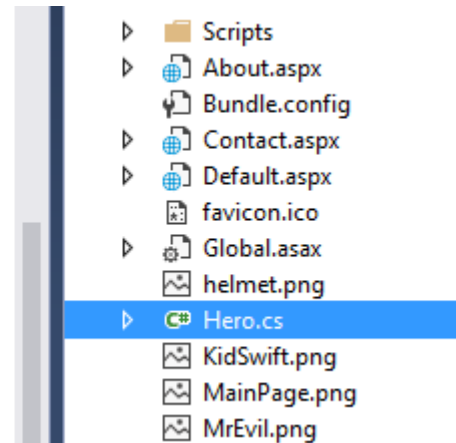 Scripts
About.aspx
Bundle.config
Contact.aspx
Default.aspx
favicon.ico
Global.asax
helmet.png
C# Hero.cs
KidSwift.png
MainPage.png
MrEvil.png